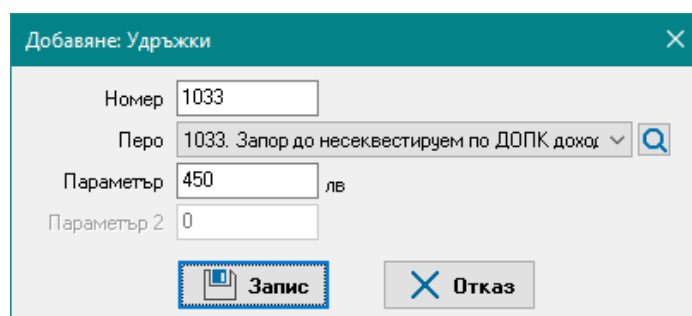 Добавяне: Удръжки
Номер 1033
Перо 1033. Запор до несеквестируем по ДОПК доход
Параметър 450 лв
Параметър 2 0
Запис Отказ